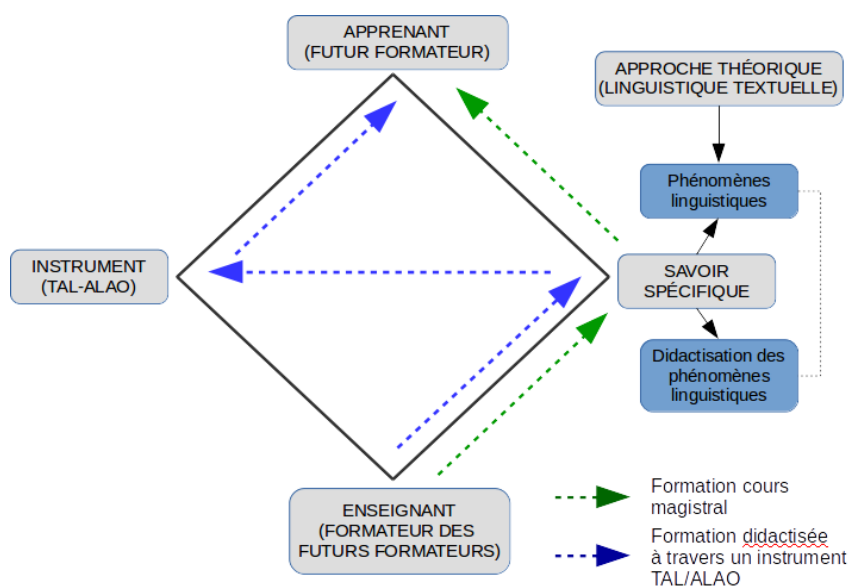 APPRENANT
(FUTUR FORMATEUR)
APPROCHE THÉORIQUE
(LINGUISTIQUE TEXTUELLE)
Phénomènes
linguistiques
INSTRUMENT
(TAL-ALAO)
SAVOIR
SPÉCIFIQUE
Didactisation des
phénomènes
linguistiques
ENSEIGNANT
(FORMATEUR DES
FUTURS FORMATEURS)
Formation cours
magistral
Formation didactisée
à travers un instrument
TAL/ALAO